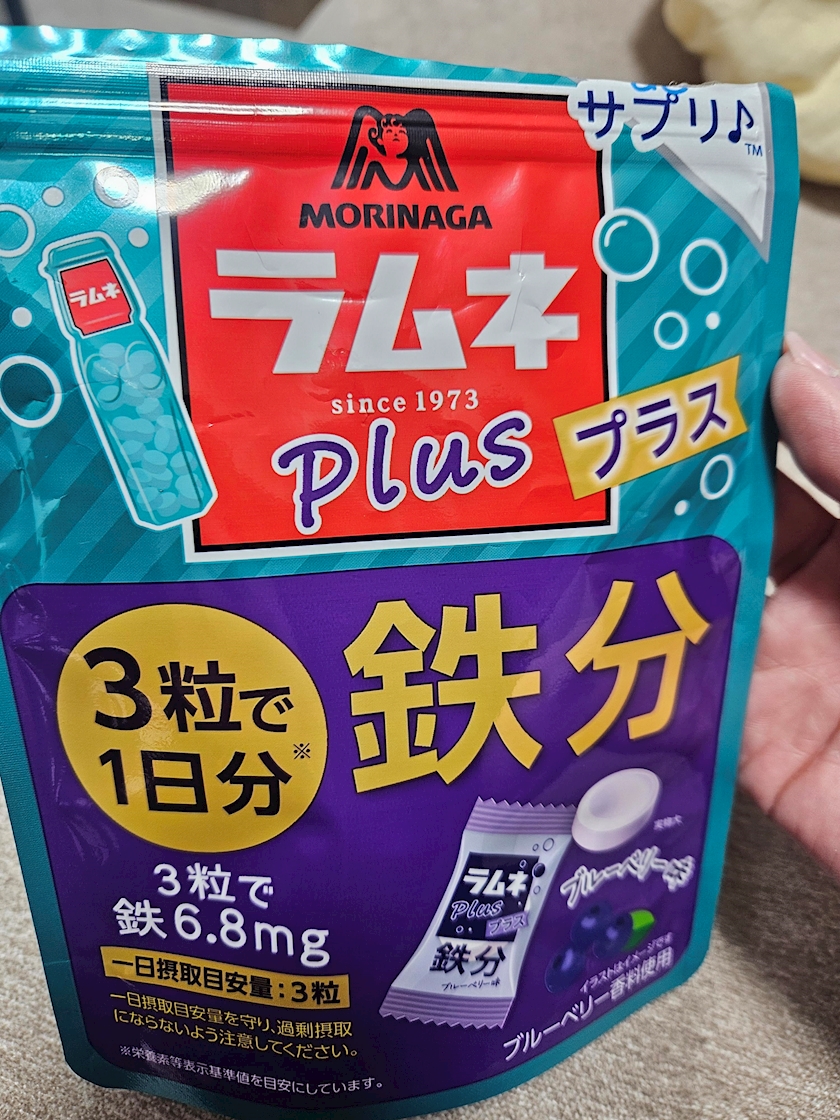 サプリ♪
TM
MORINAGA
ラムネ
ラムネ
since 1973
Plus
プラス
鉄分
3粒で
1日分※
3粒で
鉄6.8mg
一日摂取目安量:3粒
一日摂取目安量を守り、過剰摂取
にならないよう注意してください。
※栄養素等表示基準値を目安にしています。
実物大
ブルーベリー味
ラムネ
Plus
プラス
鉄分
ブルーベリー味
イラストはイメージです
ブルーベリー香料使用